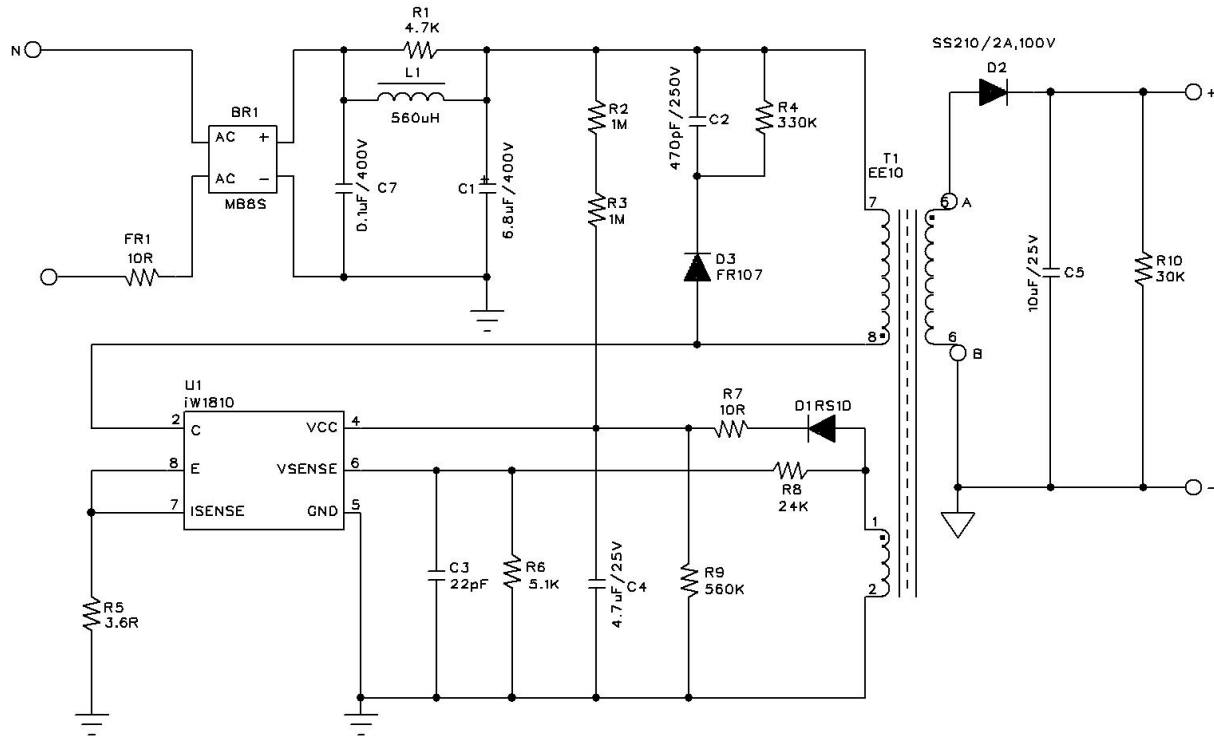 R1
4.7K
N
L1
560uH
BR1
AC +
AC −
MB8S
FR1
10R
0.1uF/400V
C7
C1
+
6.8uF/400V
R2
1M
R3
1M
470pF/250V
C2
R4
330K
D3
FR107
T1
EE10
7
8
SS210/2A,100V
D2
5
A
6
B
10uF/25V
C5
R10
30K
+
-
U1
iW1810
2
C
8
E
7
ISENSE
VCC
4
VSENSE
6
GND
5
R7
10R
D1 RS1D
R8
24K
1
2
C3
22pF
R6
5.1K
4.7uF/25V
C4
R9
560K
R5
3.6R